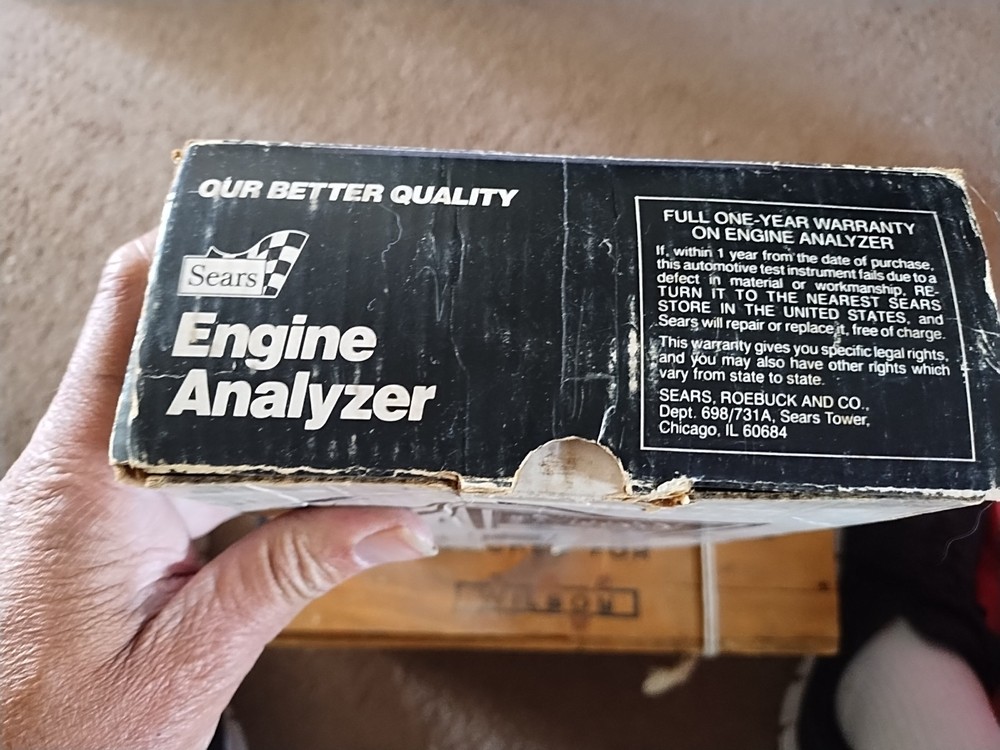 OUR BETTER QUALITY
Sears
Engine
Analyzer
FULL ONE-YEAR WARRANTY
ON ENGINE ANALYZER
If, within 1 year from the date of purchase,
this automotive test instrument fails due to a
defect in material or workmanship, RE-
TURN IT TO THE NEAREST SEARS
STORE IN THE UNITED STATES, and
Sears will repair or replace it, free of charge.
This warranty gives you specific legal rights,
and you may also have other rights which
vary from state to state.
SEARS, ROEBUCK AND CO.,
Dept. 698/731A, Sears Tower,
Chicago, IL 60684
FOR